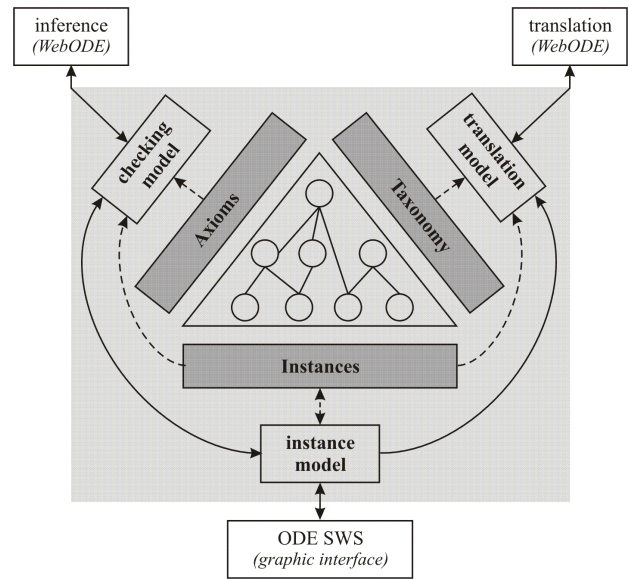 inference
(WebODE)
translation
(WebODE)
checking
model
translation
model
Axioms
Taxonomy
Instances
instance
model
ODE SWS
(graphic interface)